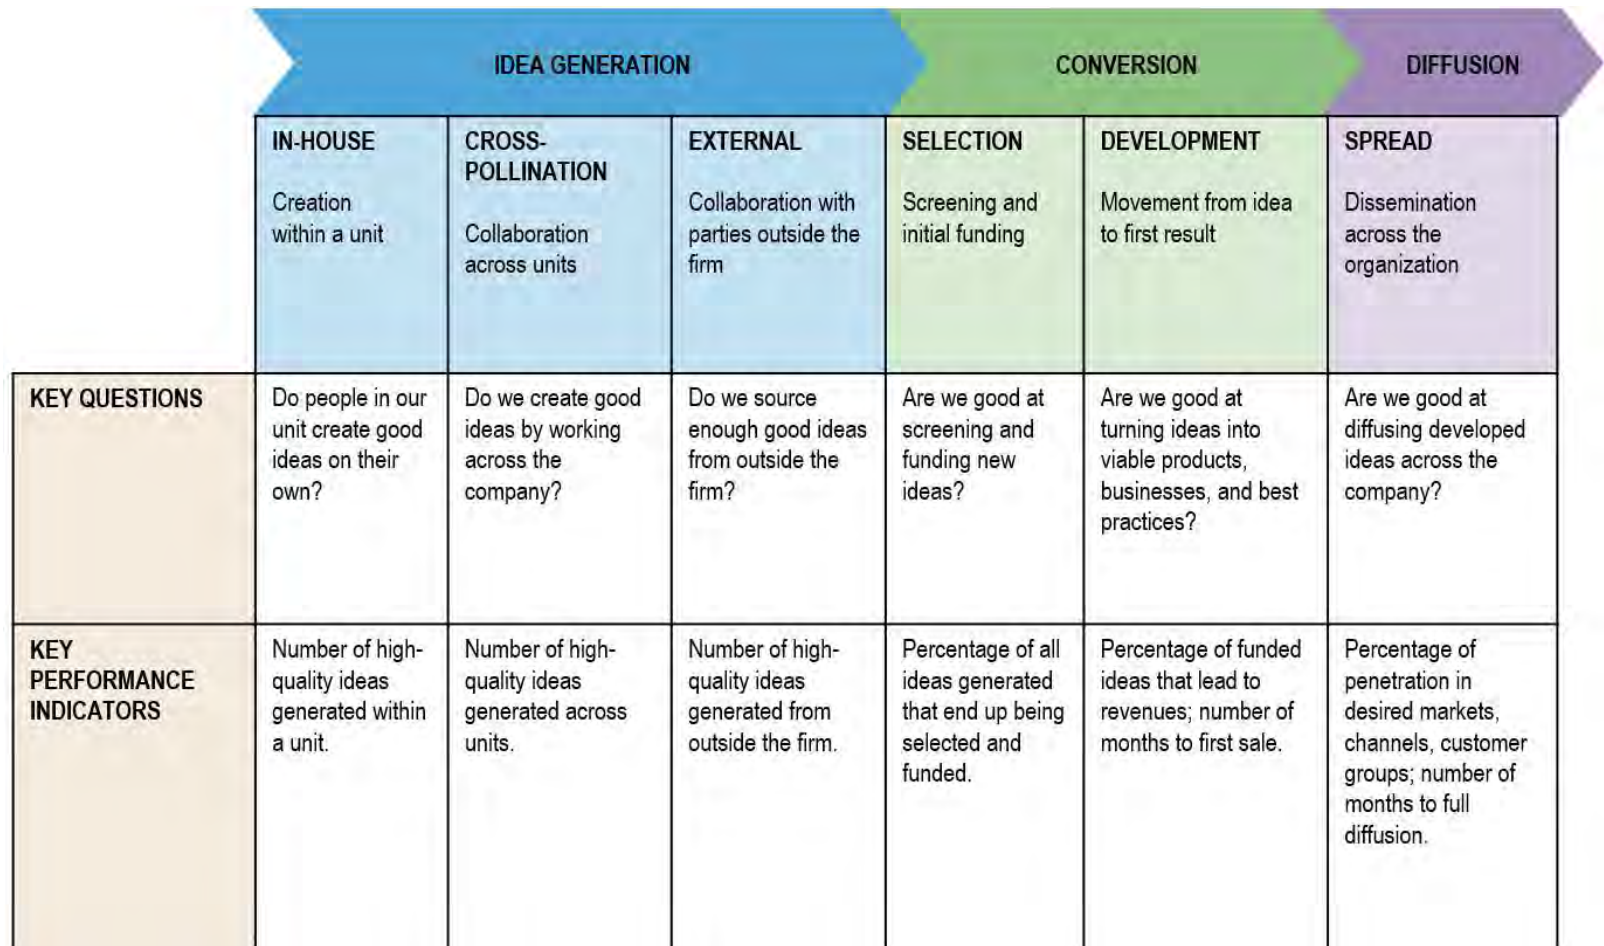 IDEA GENERATION
CONVERSION
DIFFUSION
IN-HOUSE
Creation
within a unit
CROSS-
POLLINATION
Collaboration
across units
EXTERNAL
Collaboration with
parties outside the
firm
SELECTION
Screening and
initial funding
DEVELOPMENT
Movement from idea
to first result
SPREAD
Dissemination
across the
organization
KEY QUESTIONS
Do people in our
unit create good
ideas on their
own?
Do we create good
ideas by working
across the
company?
Do we source
enough good ideas
from outside the
firm?
Are we good at
screening and
funding new
ideas?
Are we good at
turning ideas into
viable products,
businesses, and best
practices?
Are we good at
diffusing developed
ideas across the
company?
KEY
PERFORMANCE
INDICATORS
Number of high-
quality ideas
generated within
a unit.
Number of high-
quality ideas
generated across
units.
Number of high-
quality ideas
generated from
outside the firm.
Percentage of all
ideas generated
that end up being
selected and
funded.
Percentage of funded
ideas that lead to
revenues; number of
months to first sale.
Percentage of
penetration in
desired markets,
channels, customer
groups; number of
months to full
diffusion.